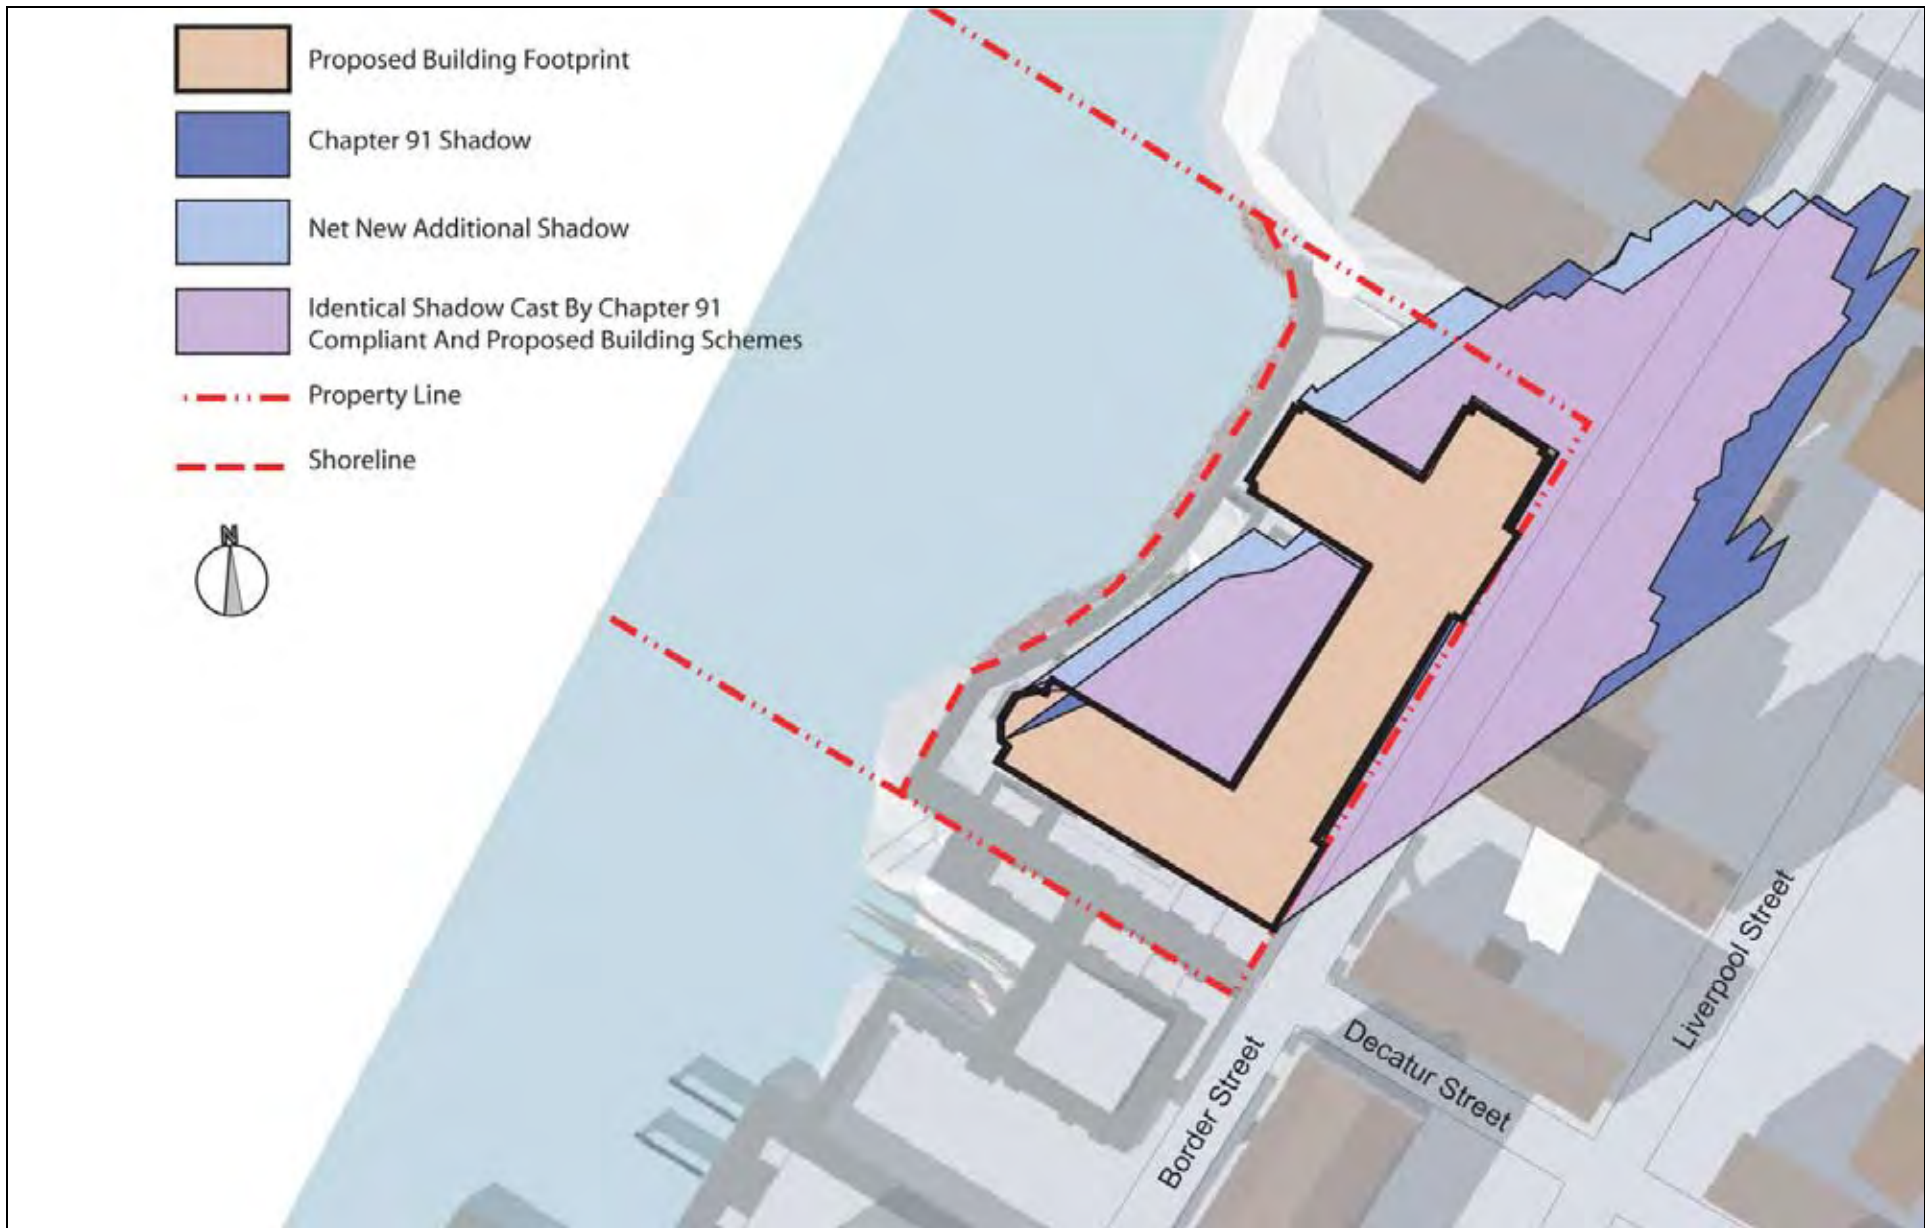 Proposed Building Footprint
Chapter 91 Shadow
Net New Additional Shadow
Identical Shadow Cast By Chapter 91
Compliant And Proposed Building Schemes
Property Line
Shoreline
N
Liverpool Street
Decatur Street
Border Street